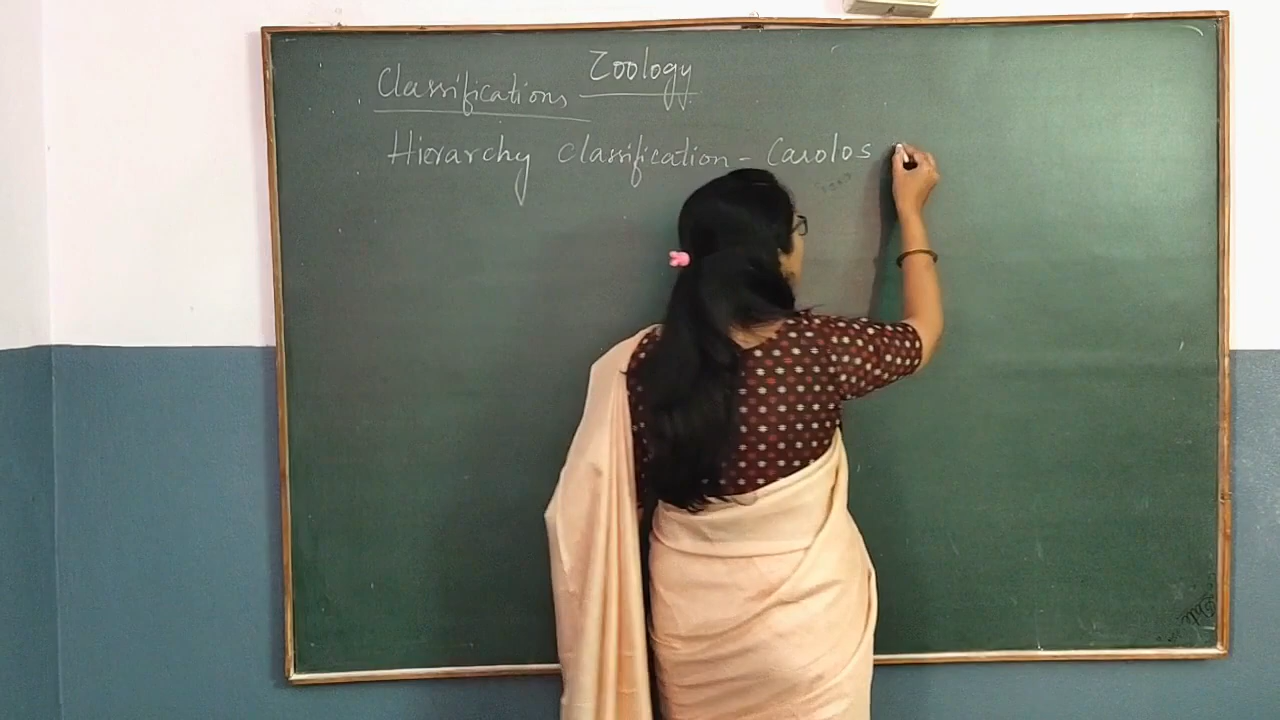 Zoology
Classifications
Hierarchy classification - Carolos